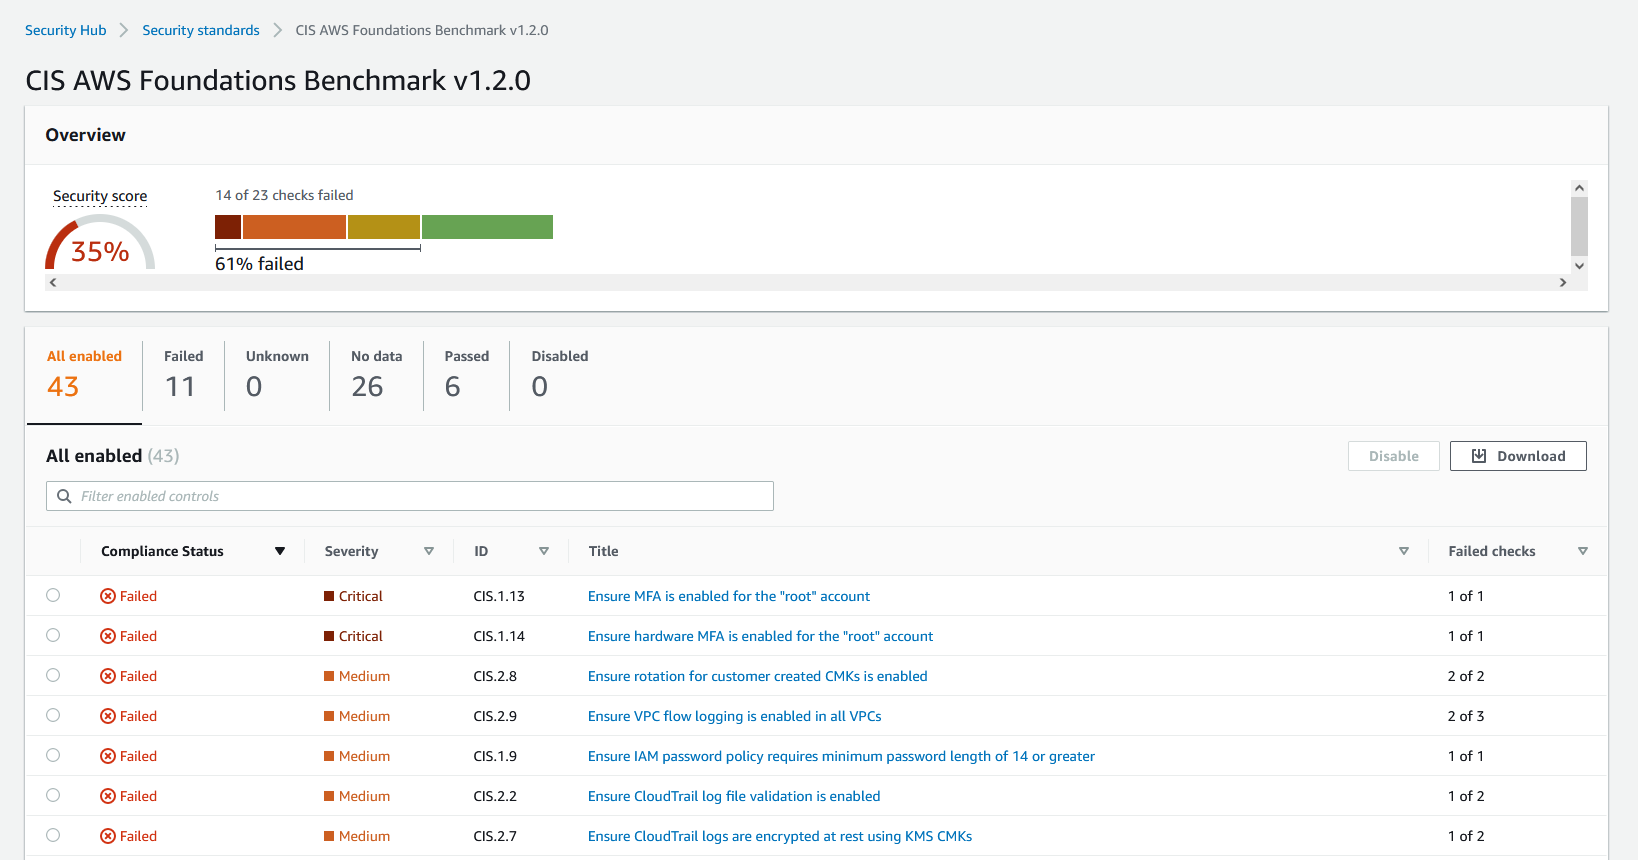 Security Hub > Security standards > CIS AWS Foundations Benchmark v1.2.0
CIS AWS Foundations Benchmark v1.2.0
Overview
Security score
35%
14 of 23 checks failed
61% failed
All enabled Failed Unknown No data Passed Disabled
43 11 0 26 6 0
All enabled (43)
Disable Download
Filter enabled controls
Compliance Status Severity ID Title Failed checks
Failed Critical CIS.1.13 Ensure MFA is enabled for the "root" account 1 of 1
Failed Critical CIS.1.14 Ensure hardware MFA is enabled for the "root" account 1 of 1
Failed Medium CIS.2.8 Ensure rotation for customer created CMKs is enabled 2 of 2
Failed Medium CIS.2.9 Ensure VPC flow logging is enabled in all VPCs 2 of 3
Failed Medium CIS.1.9 Ensure IAM password policy requires minimum password length of 14 or greater 1 of 1
Failed Medium CIS.2.2 Ensure CloudTrail log file validation is enabled 1 of 2
Failed Medium CIS.2.7 Ensure CloudTrail logs are encrypted at rest using KMS CMKs 1 of 2